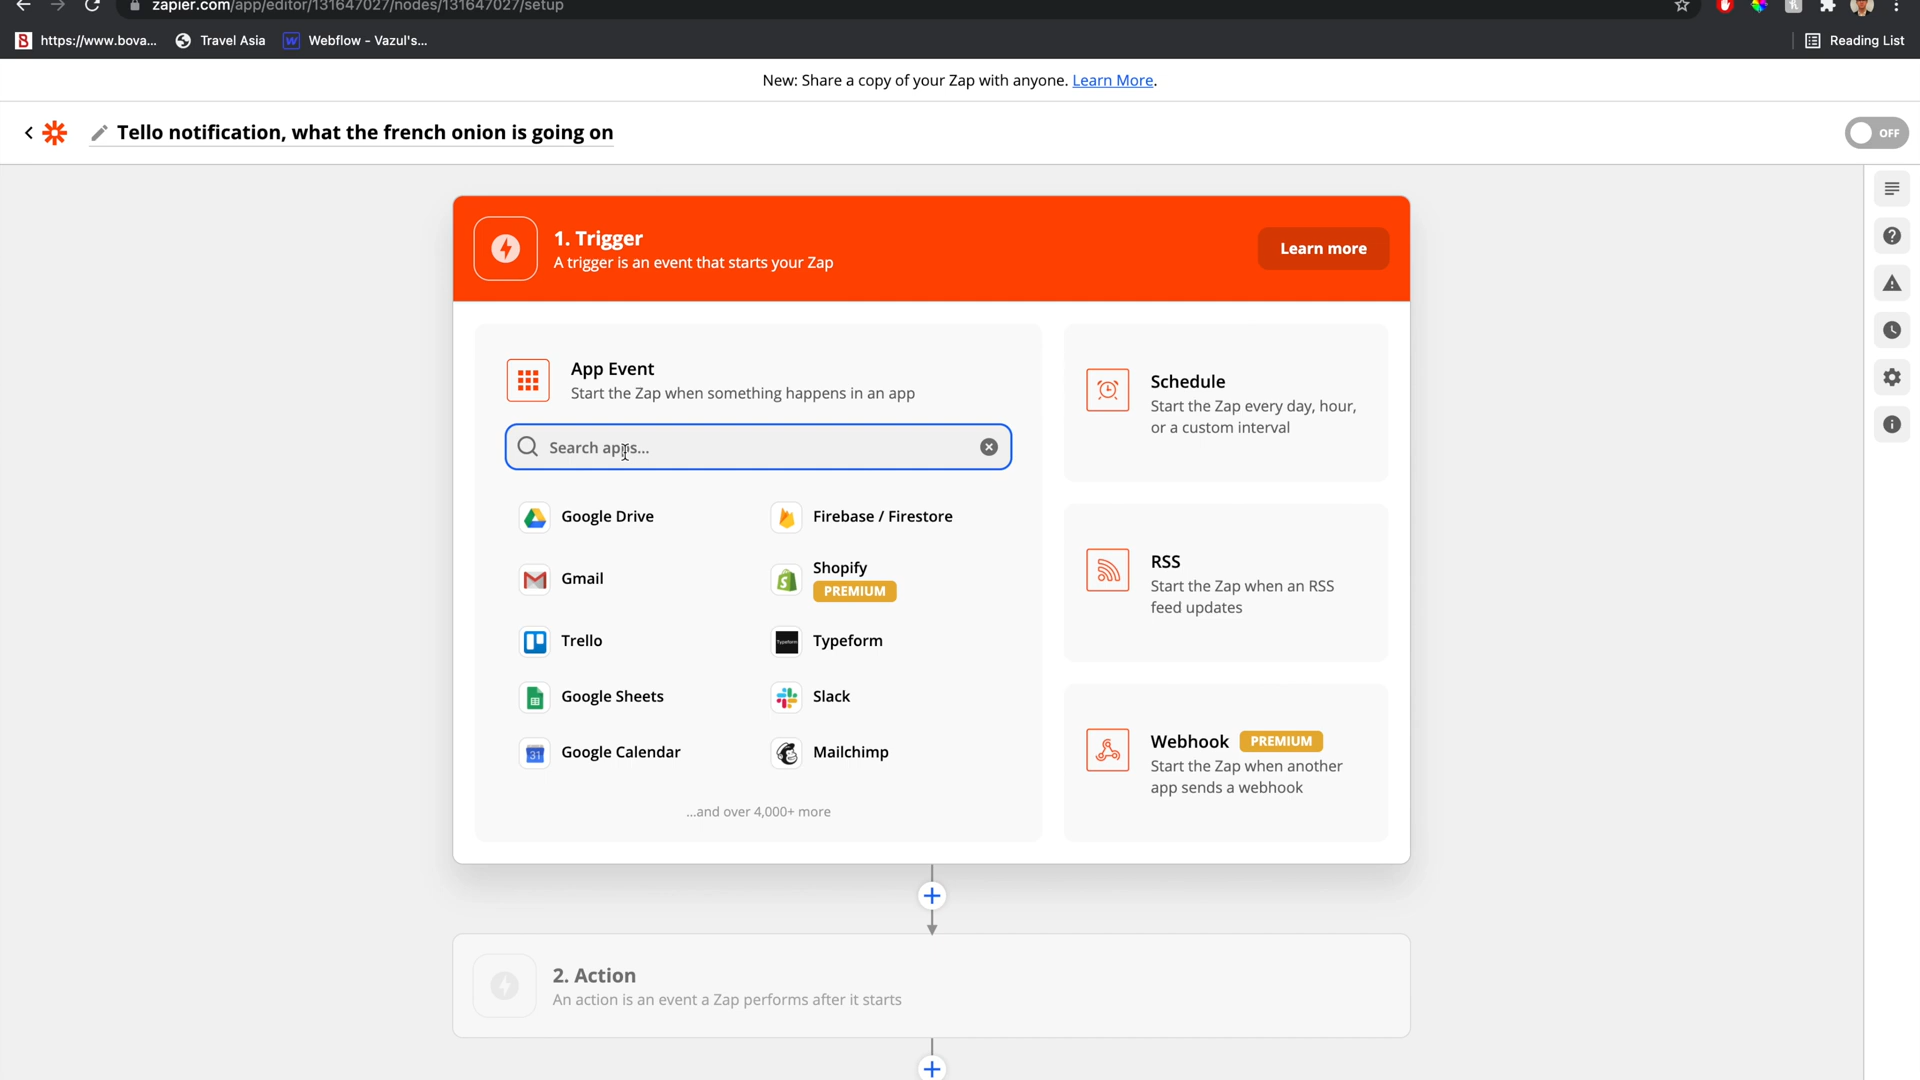 zapier.com/app/editor/131647027/nodes/131647027/setup
https://www.bova...
Travel Asia
Webflow - Vazul's...
Reading List
New: Share a copy of your Zap with anyone. Learn More.
Tello notification, what the french onion is going on
OFF
1. Trigger
A trigger is an event that starts your Zap
Learn more
App Event
Start the Zap when something happens in an app
Search apps...
Google Drive
Firebase / Firestore
Gmail
Shopify
PREMIUM
Trello
Typeform
Google Sheets
Slack
31
Google Calendar
Mailchimp
...and over 4,000+ more
Schedule
Start the Zap every day, hour,
or a custom interval
RSS
Start the Zap when an RSS
feed updates
Webhook PREMIUM
Start the Zap when another
app sends a webhook
2. Action
An action is an event a Zap performs after it starts